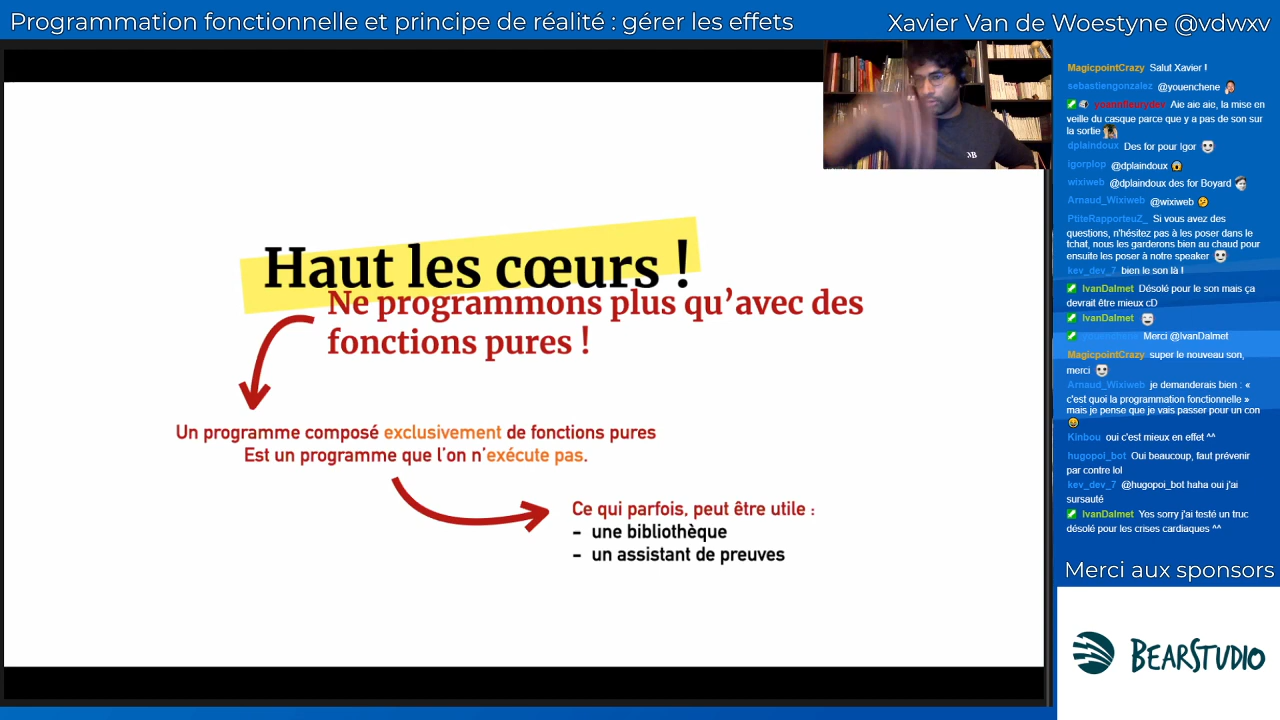 Programmation fonctionnelle et principe de réalité : gérer les effets
Xavier Van de Woestyne @vdwxv
Haut les cœurs !
Ne programmons plus qu’avec des
fonctions pures !
Un programme composé exclusivement de fonctions pures
Est un programme que l’on n’exécute pas.
Ce qui parfois, peut être utile :
- une bibliothèque
- un assistant de preuves
MagicpointCrazy Salut Xavier !
sebastiengonzalez @youenchene
yoannfleurydev Aie aie aie, la mise en
veille du casque parce que y a pas de son sur
la sortie
dplaindoux Des for pour Igor
igorplop @dplaindoux
wixiweb @dplaindoux des for Boyard
Arnaud_Wixiweb @wixiweb
PtiteRapporteuZ_ Si vous avez des
questions, n'hésitez pas à les poser dans le
tchat, nous les garderons bien au chaud pour
ensuite les poser à notre speaker
kev_dev_7 bien le son là !
IvanDalmet Désolé pour le son mais ça
devrait être mieux cD
IvanDalmet
Merci @IvanDalmet
MagicpointCrazy super le nouveau son,
merci
Arnaud_Wixiweb je demanderais bien : «
c'est quoi la programmation fonctionelle »
mais je pense que je vais passer pour un con
Kinbou oui c'est mieux en effet ^^
hugopoi_bot Oui beaucoup, faut prévenir
par contre lol
kev_dev_7 @hugopoi_bot haha oui j'ai
sursauté
IvanDalmet Yes sorry j'ai testé un truc
désolé pour les crises cardiaques ^^
Merci aux sponsors
BEARSTUDIO